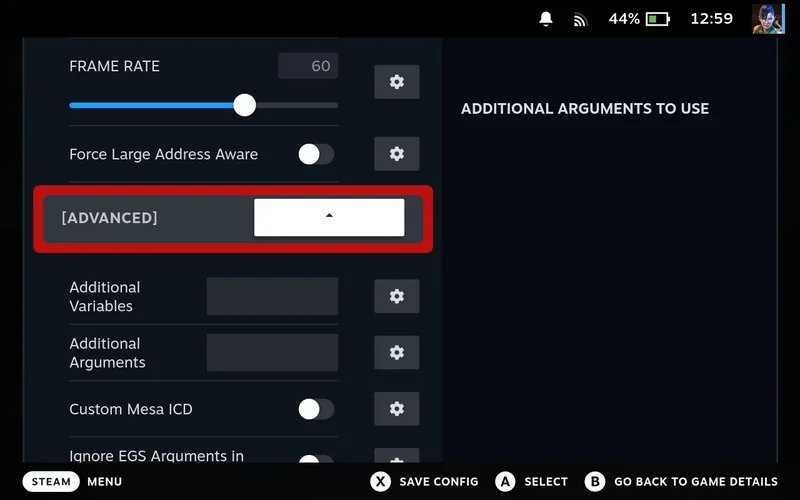 44% 12:59
FRAME RATE 60
ADDITIONAL ARGUMENTS TO USE
Force Large Address Aware
[ADVANCED]
Additional
Variables
Additional
Arguments
Custom Mesa ICD
Ignore EGS Arguments in
STEAM MENU X SAVE CONFIG A SELECT B GO BACK TO GAME DETAILS